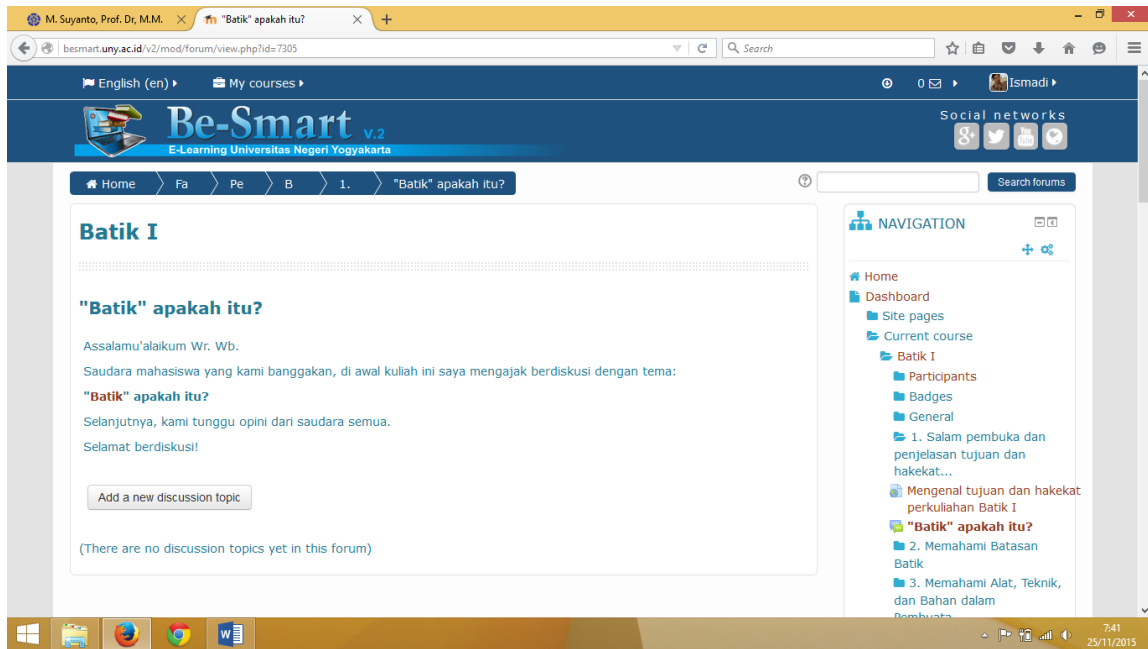 M. Suyanto, Prof. Dr, M.M.
"Batik" apakah itu?
besmart.uny.ac.id/v2/mod/forum/view.php?id=7305
Search
English (en)
My courses
0
Ismadi
Be-Smart v.2
E-Learning Universitas Negeri Yogyakarta
Social networks
Home
Fa
Pe
B
1.
"Batik" apakah itu?
Search forums
Batik I
"Batik" apakah itu?
Assalamu'alaikum Wr. Wb.
Saudara mahasiswa yang kami banggakan, di awal kuliah ini saya mengajak berdiskusi dengan tema:
"Batik" apakah itu?
Selanjutnya, kami tunggu opini dari saudara semua.
Selamat berdiskusi!
Add a new discussion topic
(There are no discussion topics yet in this forum)
NAVIGATION
Home
Dashboard
Site pages
Current course
Batik I
Participants
Badges
General
1. Salam pembuka dan
penjelasan tujuan dan
hakekat...
Mengenal tujuan dan hakekat
perkuliahan Batik I
"Batik" apakah itu?
2. Memahami Batasan
Batik
3. Memahami Alat, Teknik,
dan Bahan dalam
Pembuata
7:41
25/11/2015